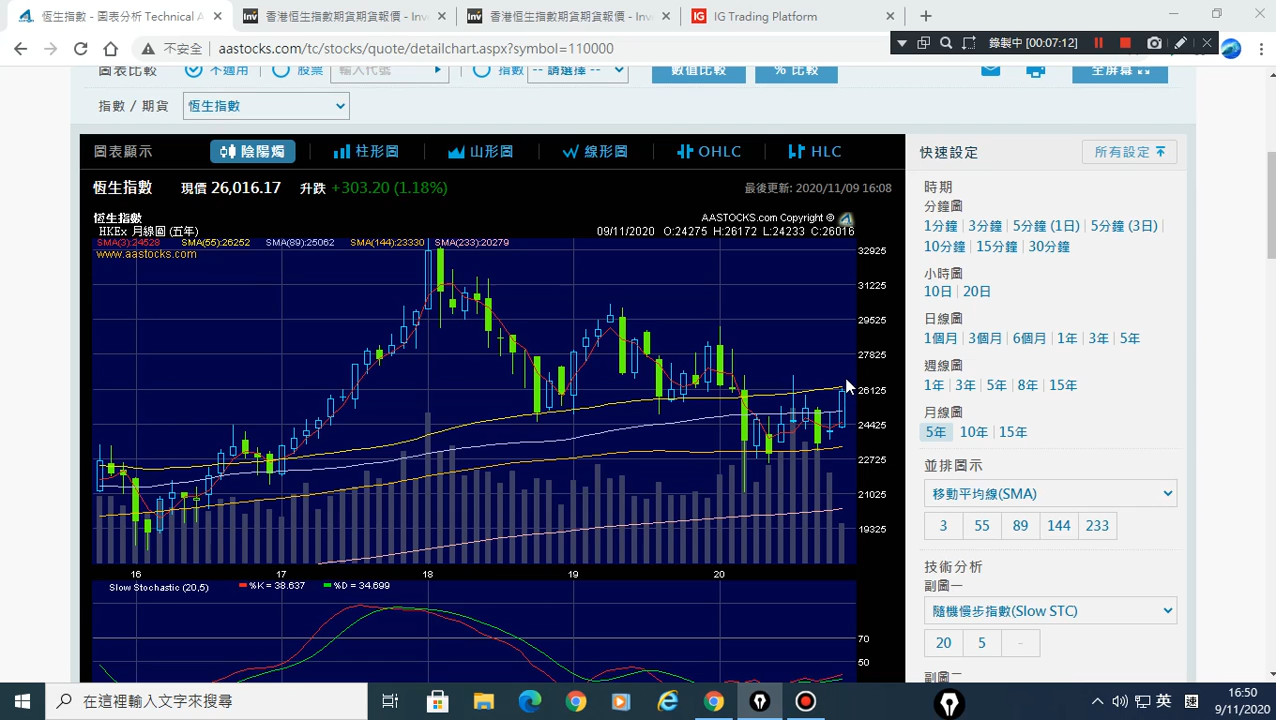 恆生指數 - 圖表分析 Technical A
香港恒生指數期貨期貨報價 - Inv
香港恒生指數期貨期貨報價 - Inv
IG Trading Platform
不安全
aastocks.com/tc/stocks/quote/detailchart.aspx?symbol=110000
錄製中 [00:07:12]
圖表比較 不適用 股票 輸入代號 指數 -- 請選擇 -- 數值比較 % 比較 全屏幕
指數 / 期貨 恆生指數
圖表顯示 陰陽燭 柱形圖 山形圖 線形圖 OHLC HLC
恆生指數 現價 26,016.17 升跌 +303.20 (1.18%) 最後更新: 2020/11/09 16:08
恆生指數 AASTOCKS.com Copyright ©
HKEx 月線圖 (五年) 09/11/2020 O:24275 H:26172 L:24233 C:26016
SMA(3):24528 SMA(55):26252 SMA(89):25062 SMA(144):23330 SMA(233):20279
www.aastocks.com
32925
31225
29525
27825
26125
24425
22725
21025
19325
16 17 18 19 20
Slow Stochastic (20,5) %K = 38.637 %D = 34.699
70
50
快速設定 所有設定
時期
分鐘圖
1分鐘 3分鐘 5分鐘 (1日) 5分鐘 (3日)
10分鐘 15分鐘 30分鐘
小時圖
10日 20日
日線圖
1個月 3個月 6個月 1年 3年 5年
週線圖
1年 3年 5年 8年 15年
月線圖
5年 10年 15年
並排圖示
移動平均線(SMA)
3 55 89 144 233
技術分析
副圖一
隨機慢步指數(Slow STC)
20 5 -
副圖二
在這裡輸入文字來搜尋
英
16:50
9/11/2020